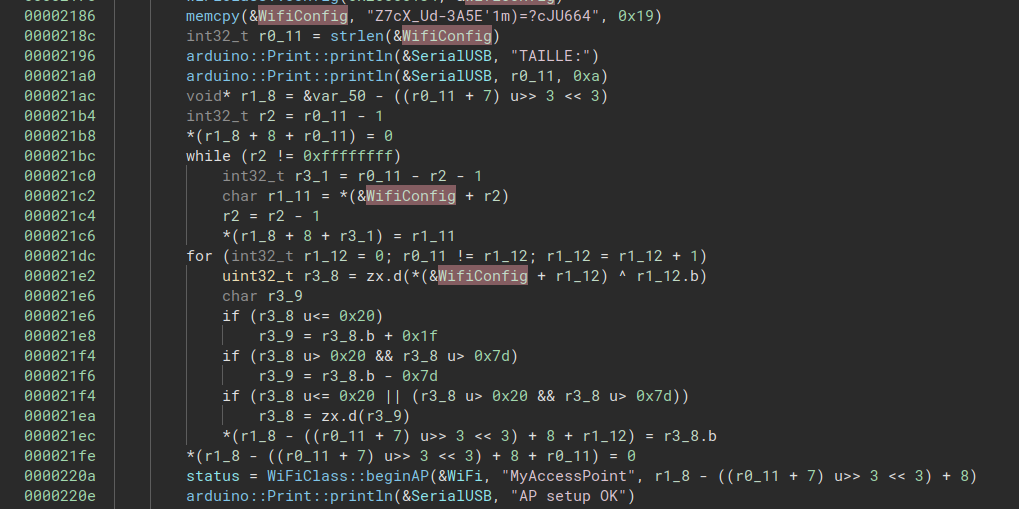 00002186 memcpy(&WifiConfig, "Z7cX_Ud-3A5E'1m)=?cJU664", 0x19)
0000218c int32_t r0_11 = strlen(&WifiConfig)
00002196 arduino::Print::println(&SerialUSB, "TAILLE:")
000021a0 arduino::Print::println(&SerialUSB, r0_11, 0xa)
000021ac void* r1_8 = &var_50 - ((r0_11 + 7) u>> 3 << 3)
000021b4 int32_t r2 = r0_11 - 1
000021b8 *(r1_8 + 8 + r0_11) = 0
000021bc while (r2 != 0xffffffff)
000021c0 int32_t r3_1 = r0_11 - r2 - 1
000021c2 char r1_11 = *(&WifiConfig + r2)
000021c4 r2 = r2 - 1
000021c6 *(r1_8 + 8 + r3_1) = r1_11
000021dc for (int32_t r1_12 = 0; r0_11 != r1_12; r1_12 = r1_12 + 1)
000021e2 uint32_t r3_8 = zx.d(*(&WifiConfig + r1_12) ^ r1_12.b)
000021e6 char r3_9
000021e6 if (r3_8 u<= 0x20)
000021e8 r3_9 = r3_8.b + 0x1f
000021f4 if (r3_8 u> 0x20 && r3_8 u> 0x7d)
000021f6 r3_9 = r3_8.b - 0x7d
000021f4 if (r3_8 u<= 0x20 || (r3_8 u> 0x20 && r3_8 u> 0x7d))
000021ea r3_8 = zx.d(r3_9)
000021ec *(r1_8 - ((r0_11 + 7) u>> 3 << 3) + 8 + r1_12) = r3_8.b
000021fe *(r1_8 - ((r0_11 + 7) u>> 3 << 3) + 8 + r0_11) = 0
0000220a status = WiFiClass::beginAP(&WiFi, "MyAccessPoint", r1_8 - ((r0_11 + 7) u>> 3 << 3) + 8)
0000220e arduino::Print::println(&SerialUSB, "AP setup OK")